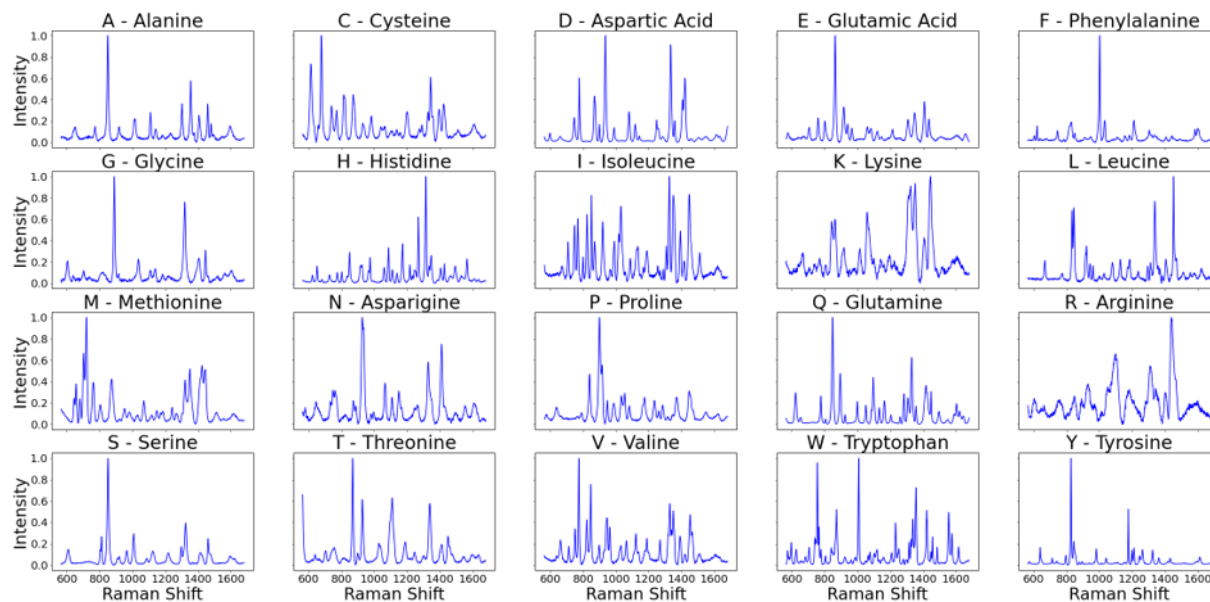 A - Alanine
C - Cysteine
D - Aspartic Acid
E - Glutamic Acid
F - Phenylalanine
Intensity
1.0
0.8
0.6
0.4
0.2
0.0
G - Glycine
H - Histidine
I - Isoleucine
K - Lysine
L - Leucine
Intensity
1.0
0.8
0.6
0.4
0.2
0.0
M - Methionine
N - Asparigine
P - Proline
Q - Glutamine
R - Arginine
Intensity
1.0
0.8
0.6
0.4
0.2
0.0
S - Serine
T - Threonine
V - Valine
W - Tryptophan
Y - Tyrosine
Intensity
1.0
0.8
0.6
0.4
0.2
0.0
600 800 1000 1200 1400 1600
600 800 1000 1200 1400 1600
600 800 1000 1200 1400 1600
600 800 1000 1200 1400 1600
600 800 1000 1200 1400 1600
Raman Shift
Raman Shift
Raman Shift
Raman Shift
Raman Shift